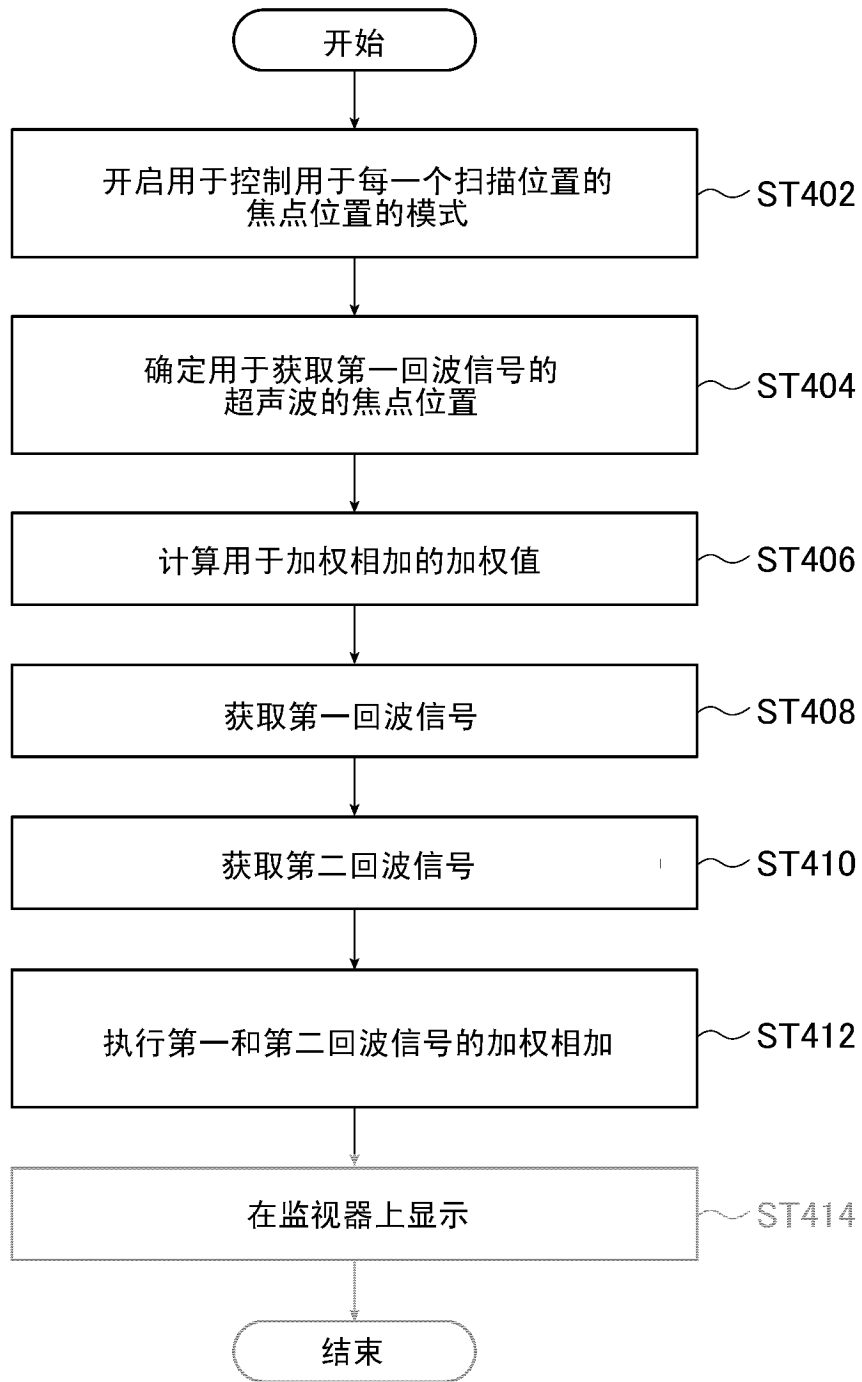 开始
开启用于控制用于每一个扫描位置的
焦点位置的模式
ST402
确定用于获取第一回波信号的
超声波的焦点位置
ST404
计算用于加权相加的加权值
ST406
获取第一回波信号
ST408
获取第二回波信号
ST410
执行第一和第二回波信号的加权相加
ST412
在监视器上显示
ST414
结束